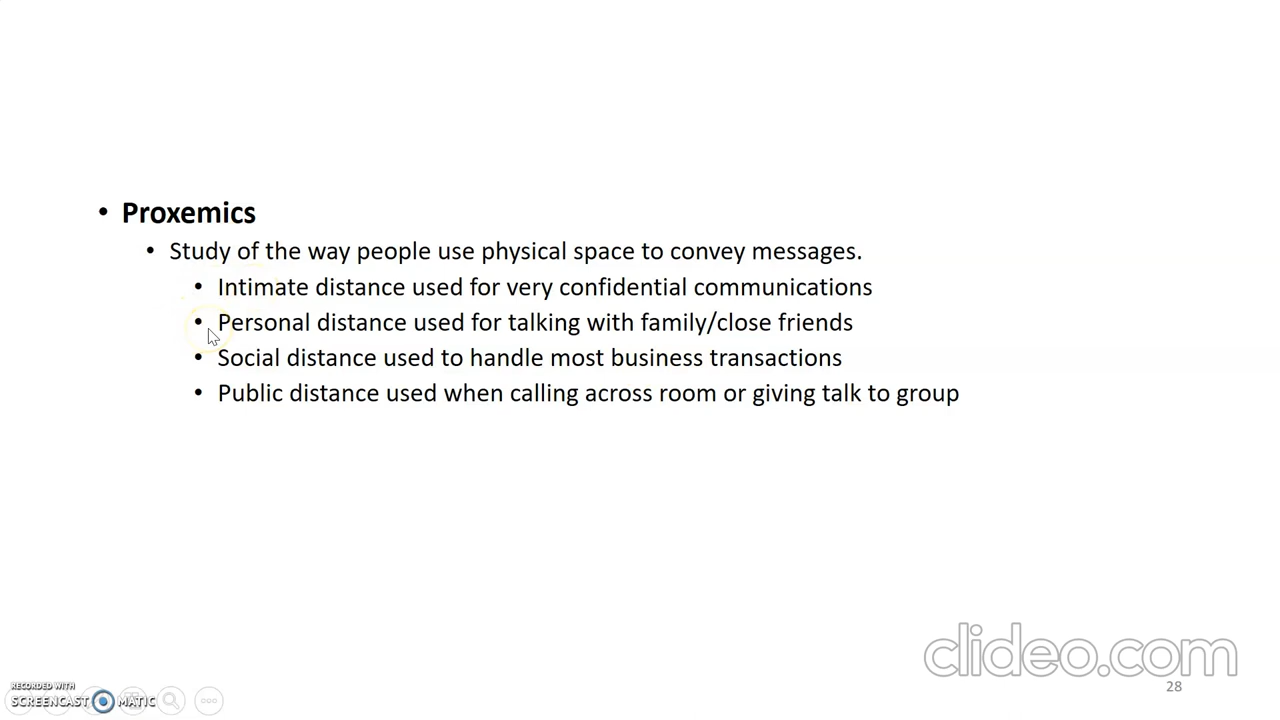 • Proxemics
• Study of the way people use physical space to convey messages.
• Intimate distance used for very confidential communications
• Personal distance used for talking with family/close friends
• Social distance used to handle most business transactions
• Public distance used when calling across room or giving talk to group
clideo.com
28
RECORDED WITH
SCREENCAST MATIC